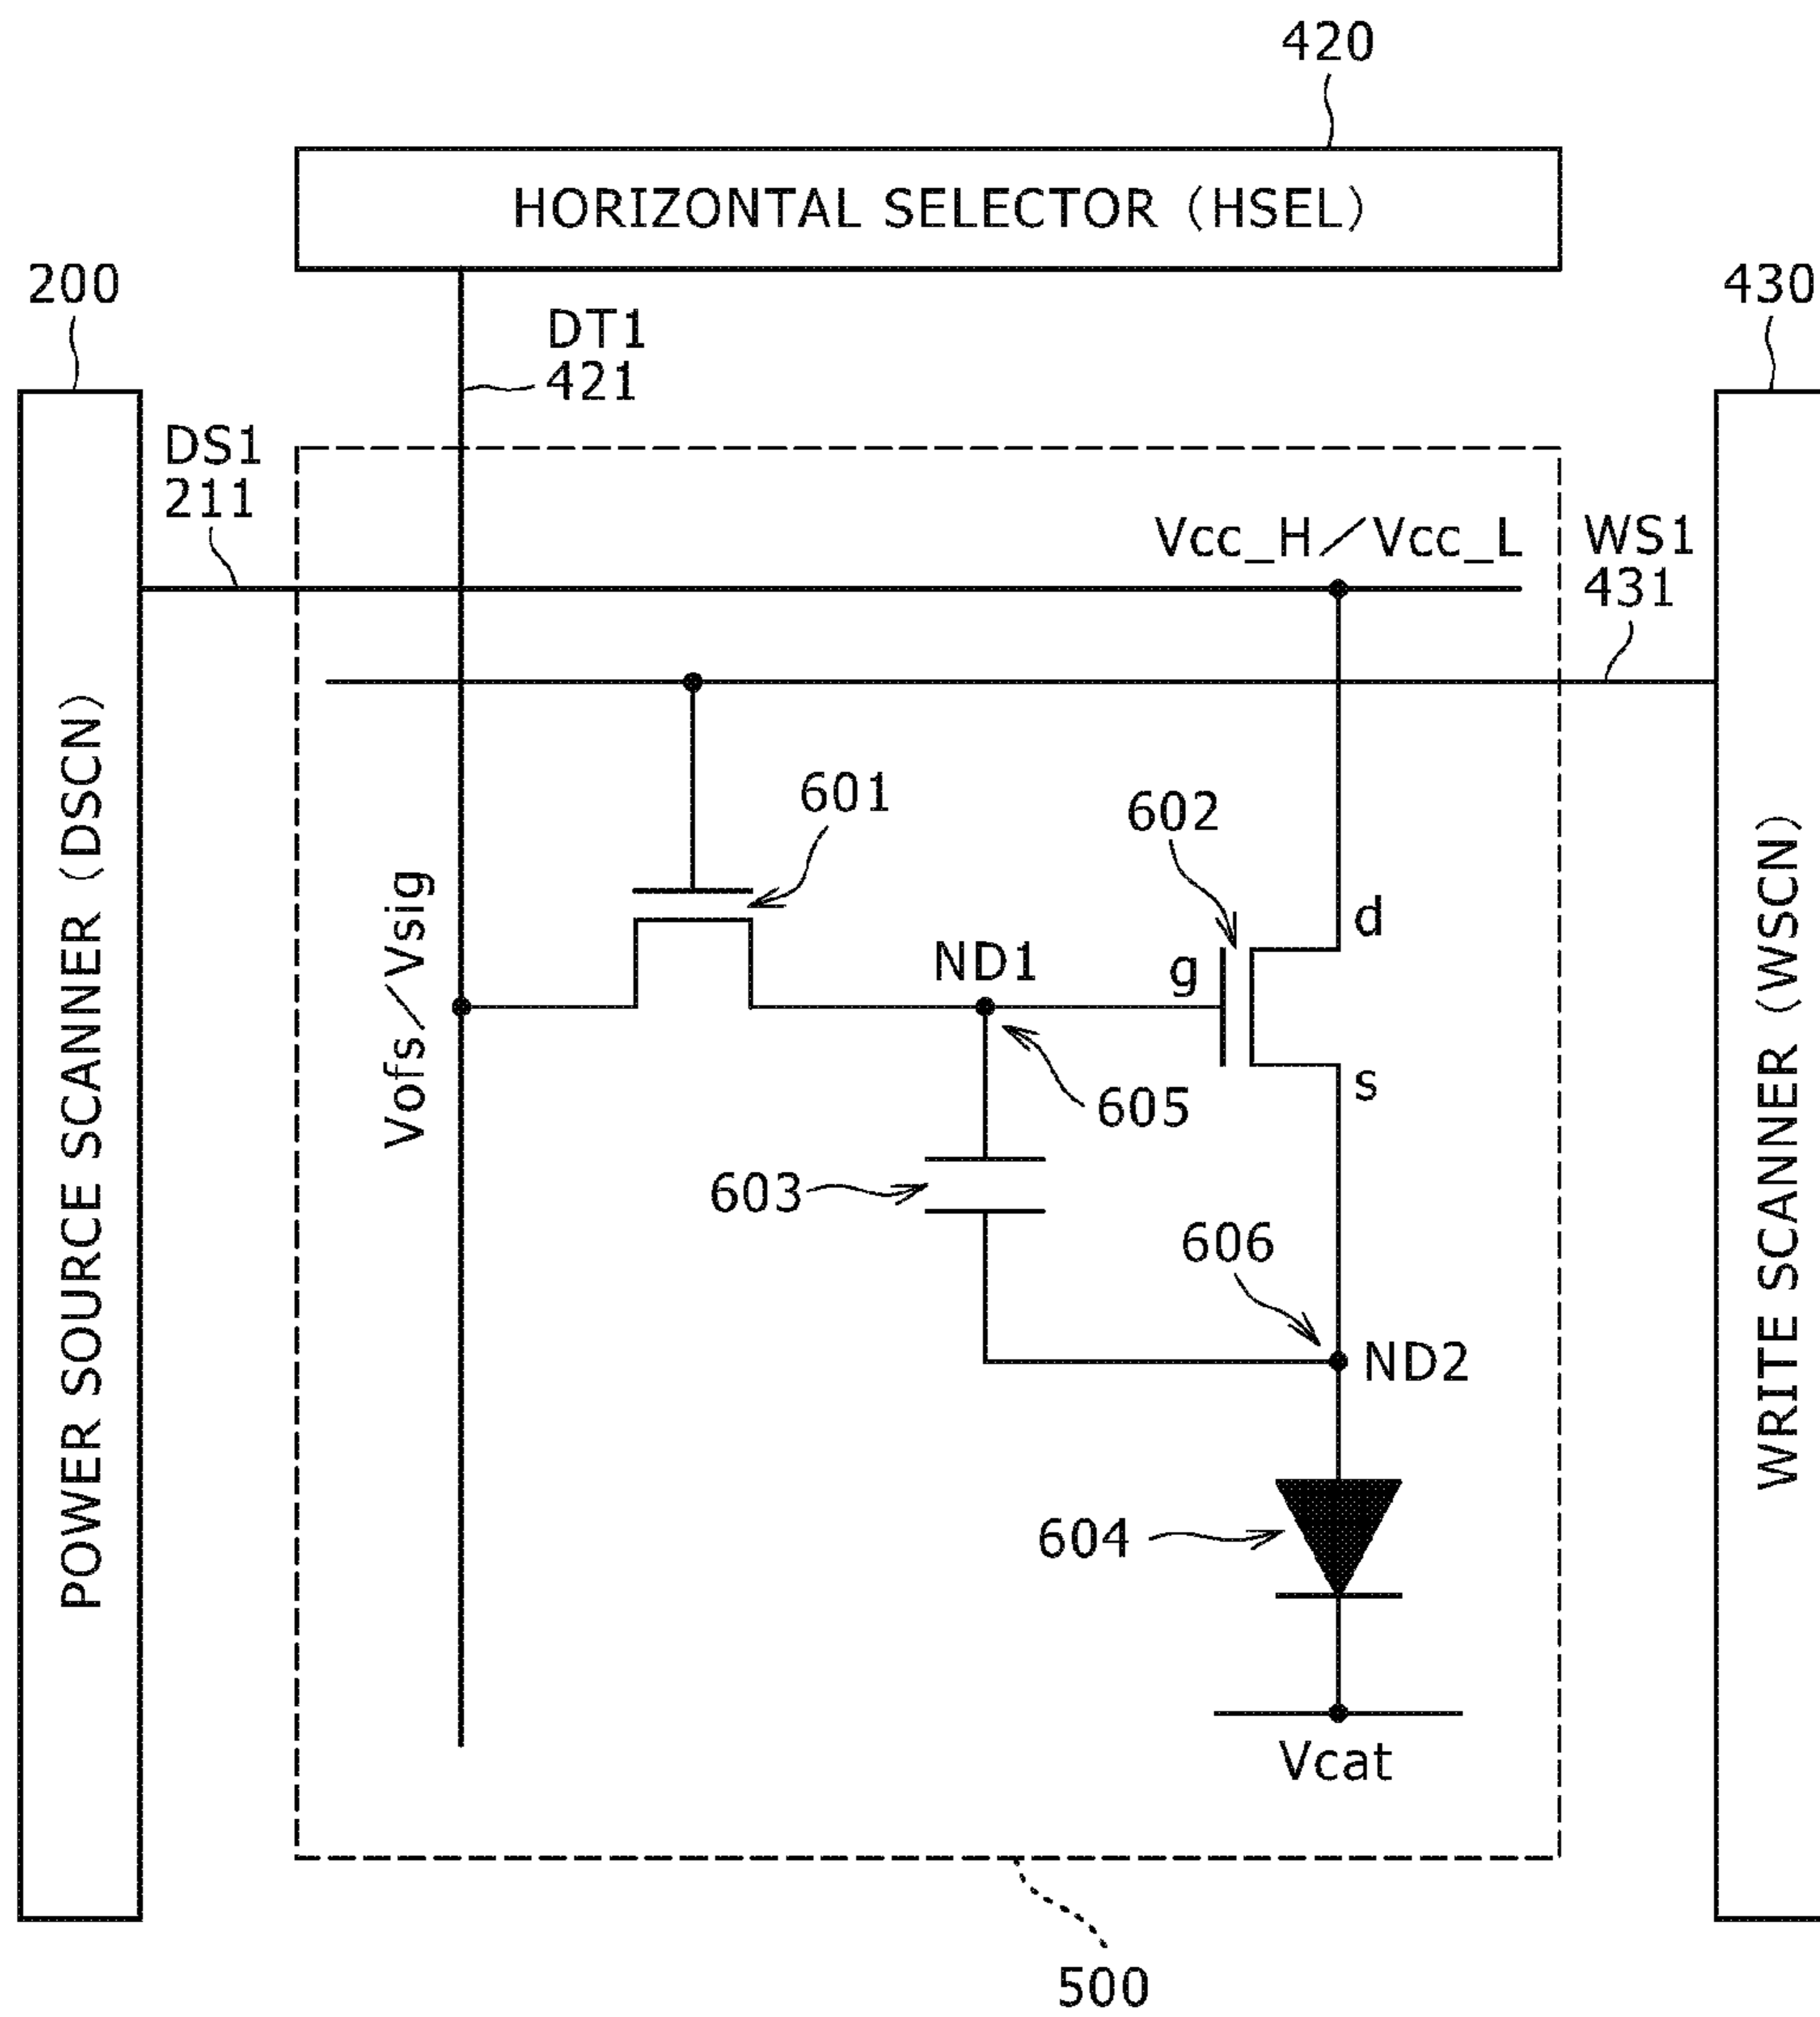 420
HORIZONTAL SELECTOR (HSEL)
200
430
DT1
421
DS1
211
Vcc_H/Vcc_L
WS1
431
POWER SOURCE SCANNER (DSCN)
WRITE SCANNER (WSCN)
601
602
Vofs/Vsig
d
ND1
g
s
605
603
606
ND2
604
Vcat
500